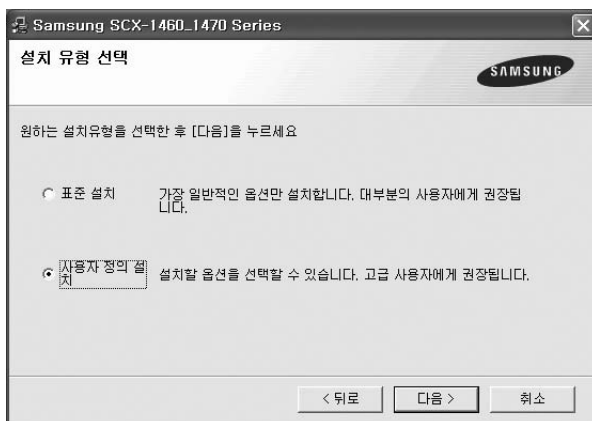 Samsung SCX-1460_1470 Series
설치 유형 선택
SAMSUNG
원하는 설치유형을 선택한 후 [다음]을 누르세요
표준 설치 가장 일반적인 옵션만 설치합니다. 대부분의 사용자에게 권장됩
니다.
사용자 정의 설
치 설치할 옵션을 선택할 수 있습니다. 고급 사용자에게 권장됩니다.
< 뒤로 다음 > 취소